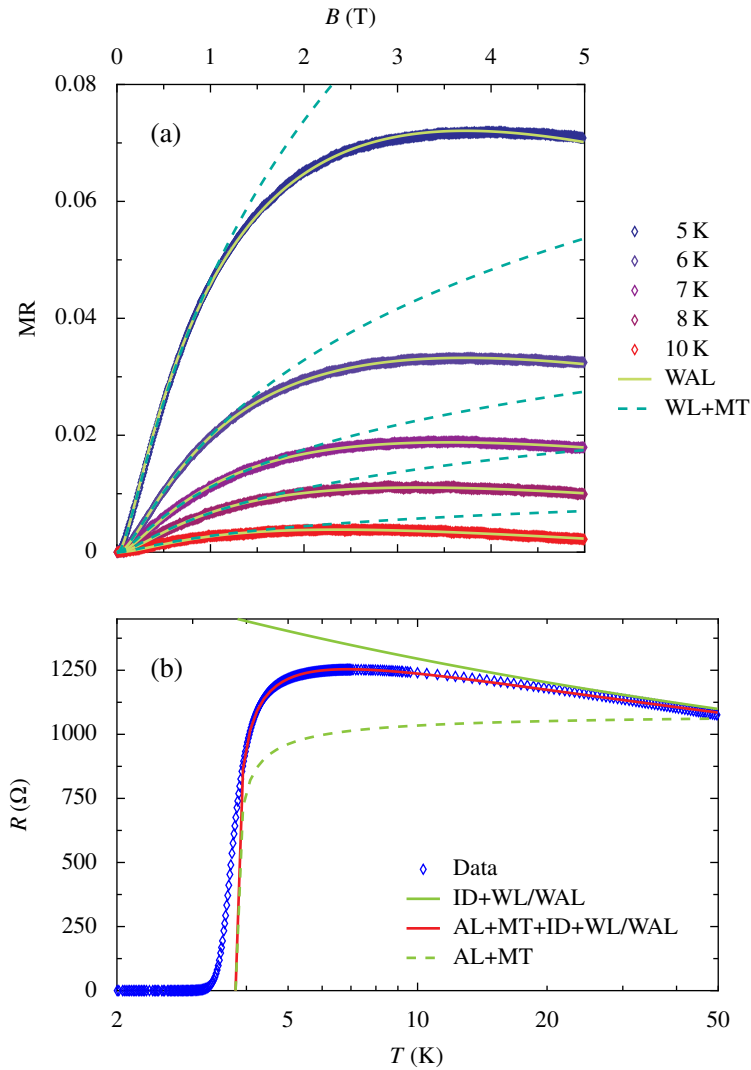 B (T)
0 1 2 3 4 5
0.08
0.06
0.04
0.02
0
MR
(a)
5 K
6 K
7 K
8 K
10 K
WAL
WL+MT
(b)
1250
1000
750
500
250
0
R (Ω)
Data
ID+WL/WAL
AL+MT+ID+WL/WAL
AL+MT
2 5 10 20 50
T (K)